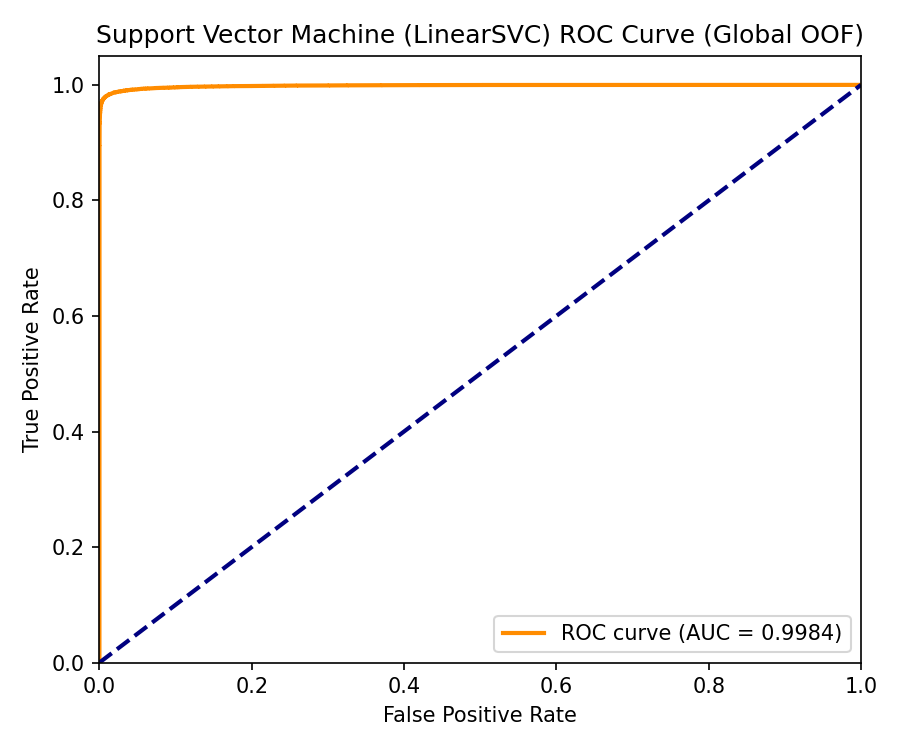 Support Vector Machine (LinearSVC) ROC Curve (Global OOF)
1.0
0.8
0.6
0.4
0.2
0.0
True Positive Rate
ROC curve (AUC = 0.9984)
0.0 0.2 0.4 0.6 0.8 1.0
False Positive Rate